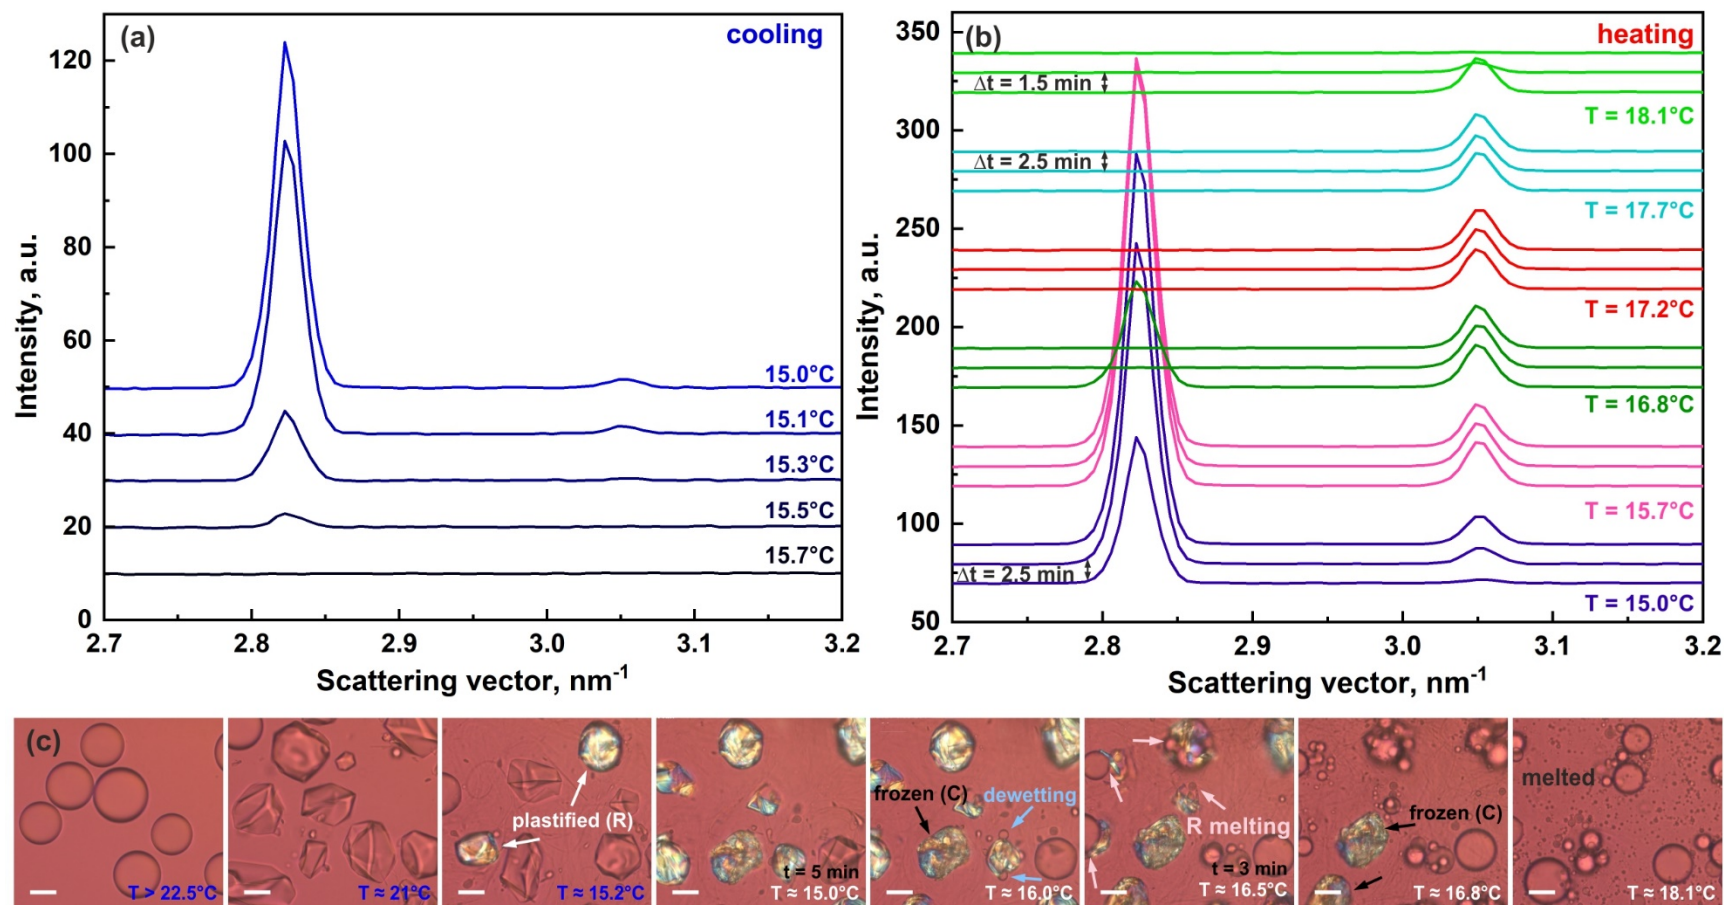 (a)
cooling
120
100
80
60
40
20
0
Intensity, a.u.
15.0°C
15.1°C
15.3°C
15.5°C
15.7°C
2.7 2.8 2.9 3.0 3.1 3.2
Scattering vector, nm⁻¹
(b)
heating
350
300
250
200
150
100
50
Intensity, a.u.
Δt = 1.5 min
T = 18.1°C
Δt = 2.5 min
T = 17.7°C
T = 17.2°C
T = 16.8°C
T = 15.7°C
Δt = 2.5 min
T = 15.0°C
2.7 2.8 2.9 3.0 3.1 3.2
Scattering vector, nm⁻¹
(c)
T > 22.5°C
T ≈ 21°C
plastified (R)
T ≈ 15.2°C
t = 5 min
T ≈ 15.0°C
frozen (C)
dewetting
T ≈ 16.0°C
R melting
t = 3 min
T ≈ 16.5°C
frozen (C)
T ≈ 16.8°C
melted
T ≈ 18.1°C